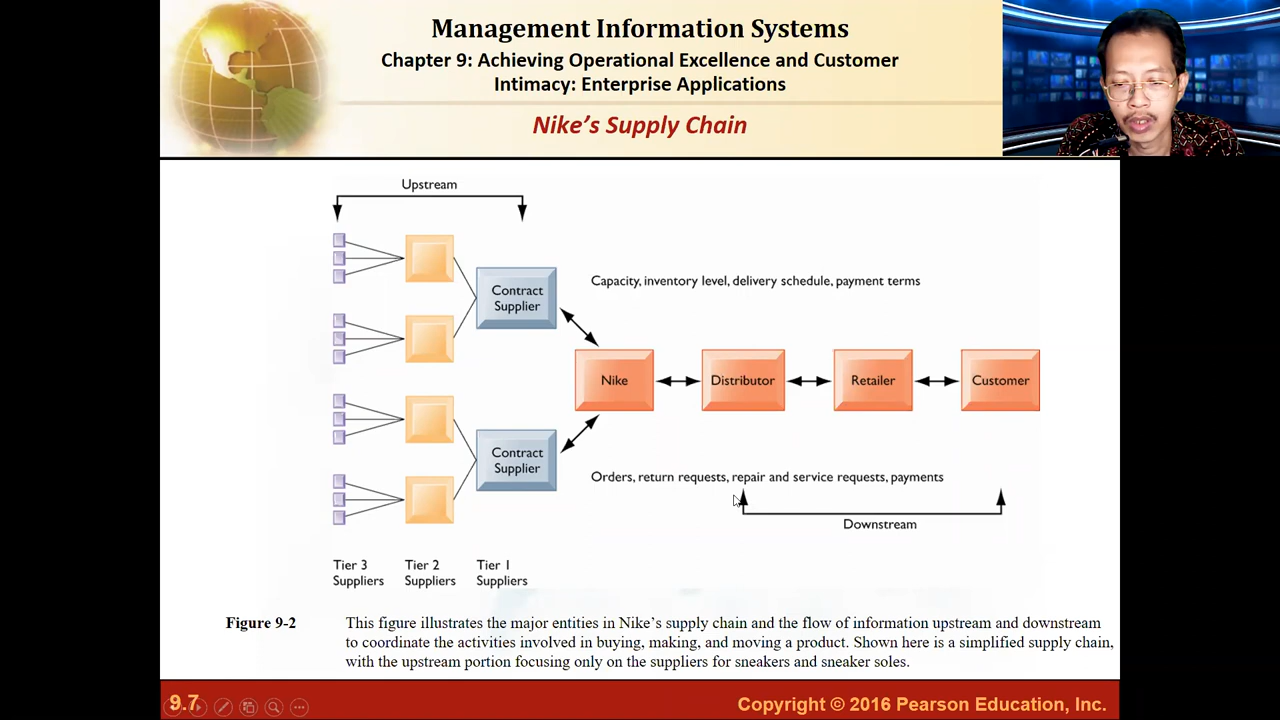 Management Information Systems
Chapter 9: Achieving Operational Excellence and Customer
Intimacy: Enterprise Applications
Nike's Supply Chain
Upstream
Contract
Supplier
Capacity, inventory level, delivery schedule, payment terms
Nike
Distributor
Retailer
Customer
Contract
Supplier
Orders, return requests, repair and service requests, payments
Downstream
Tier 3
Suppliers
Tier 2
Suppliers
Tier 1
Suppliers
Figure 9-2
This figure illustrates the major entities in Nike's supply chain and the flow of information upstream and downstream
to coordinate the activities involved in buying, making, and moving a product. Shown here is a simplified supply chain,
with the upstream portion focusing only on the suppliers for sneakers and sneaker soles.
9.7
Copyright © 2016 Pearson Education, Inc.